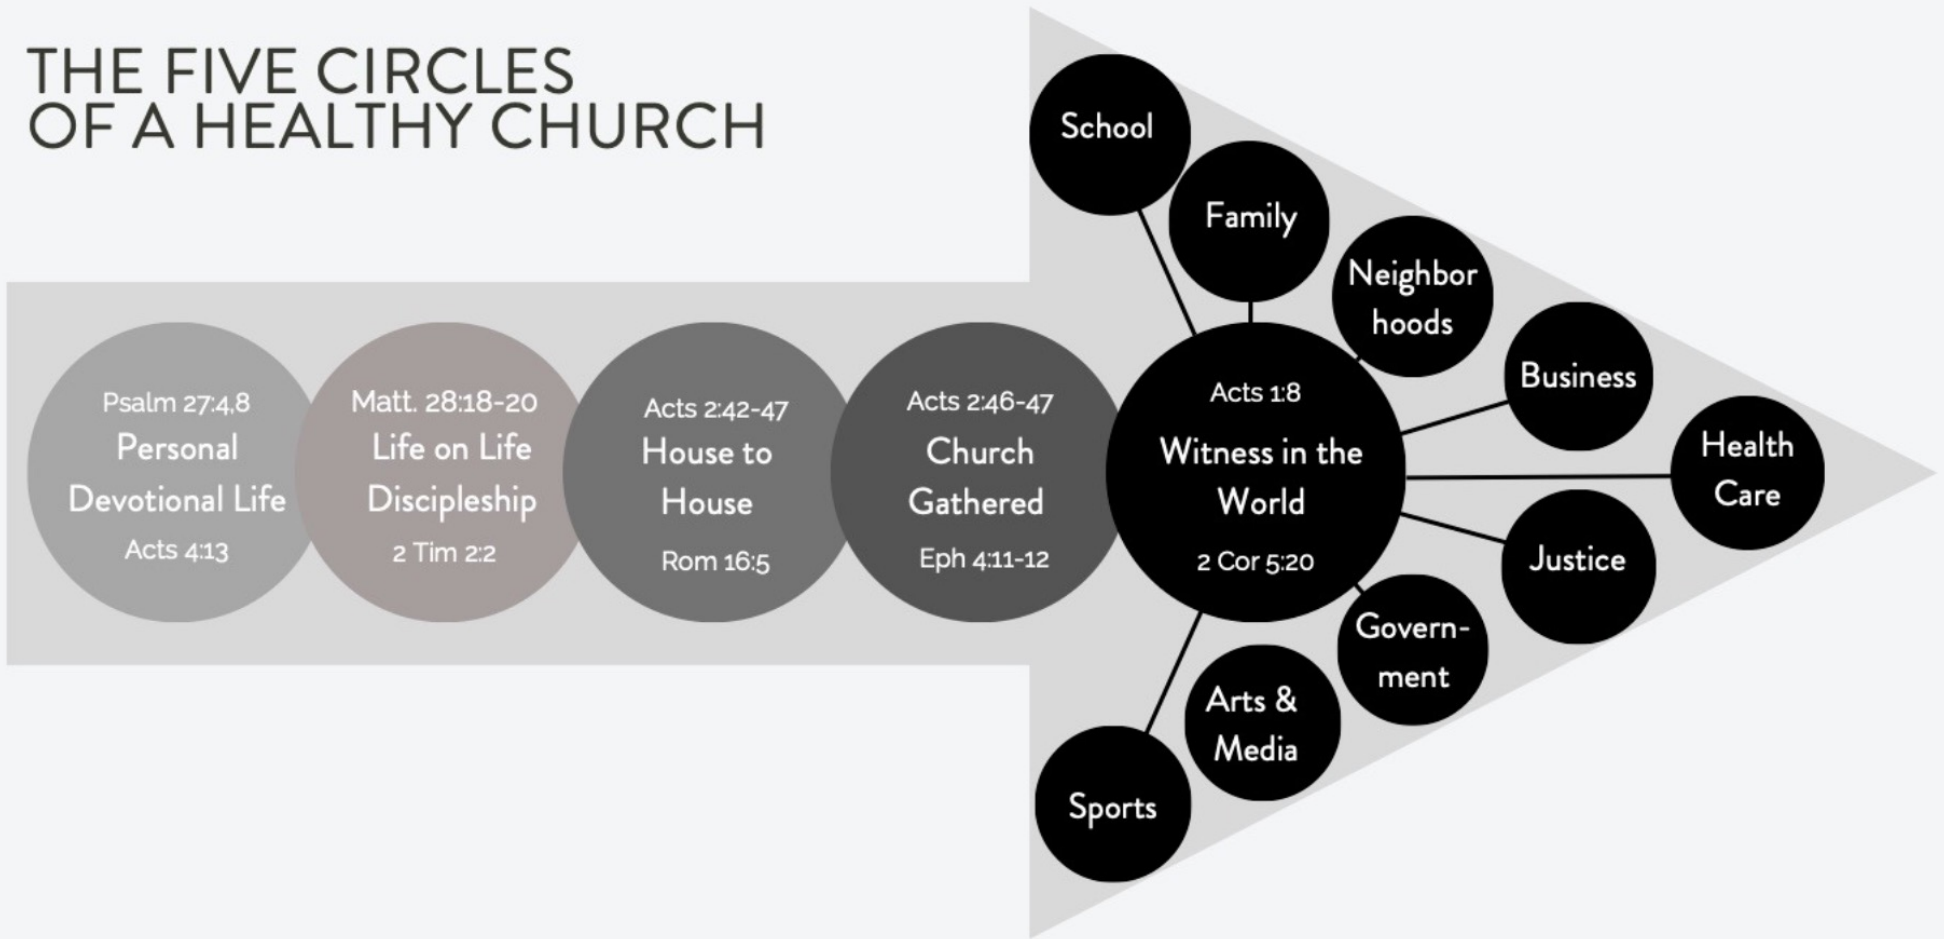 THE FIVE CIRCLES
OF A HEALTHY CHURCH
Psalm 27:4,8
Personal
Devotional Life
Acts 4:13
Matt. 28:18-20
Life on Life
Discipleship
2 Tim 2:2
Acts 2:42-47
House to
House
Rom 16:5
Acts 2:46-47
Church
Gathered
Eph 4:11-12
Acts 1:8
Witness in the
World
2 Cor 5:20
School
Family
Neighbor
hoods
Business
Health
Care
Justice
Govern-
ment
Arts &
Media
Sports